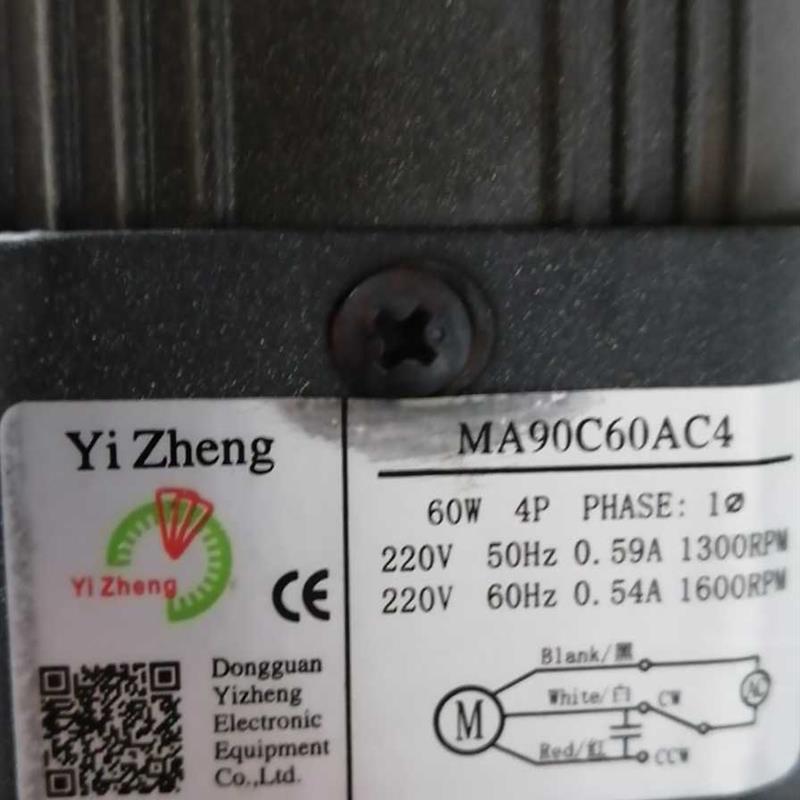 Yi Zheng
Yi Zheng
CE
Dongguan
Yizheng
Electronic
Equipment
Co.,Ltd.
MA90C60AC4
60W 4P PHASE: 1Ø
220V 50Hz 0.59A 1300RPM
220V 60Hz 0.54A 1600RPM
Blank/黑
M
White/白 CW
AC
Red/红 CCW